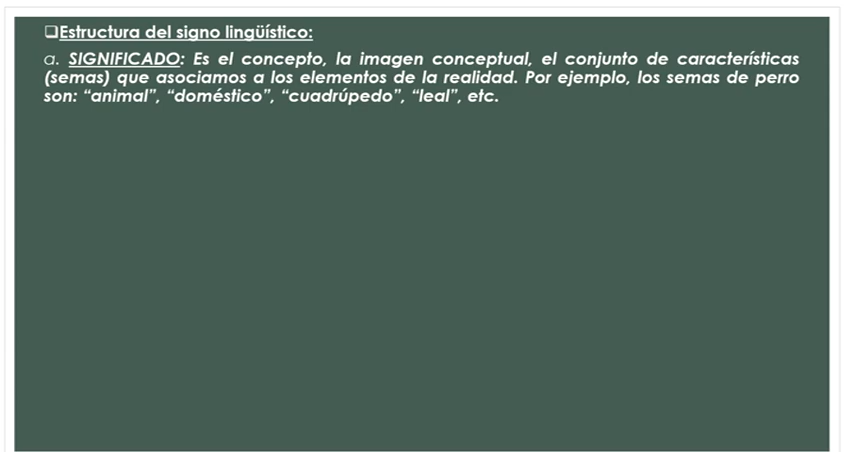 ❑Estructura del signo lingüístico:
a. SIGNIFICADO: Es el concepto, la imagen conceptual, el conjunto de características
(semas) que asociamos a los elementos de la realidad. Por ejemplo, los semas de perro
son: “animal”, “doméstico”, “cuadrúpedo”, “leal”, etc.